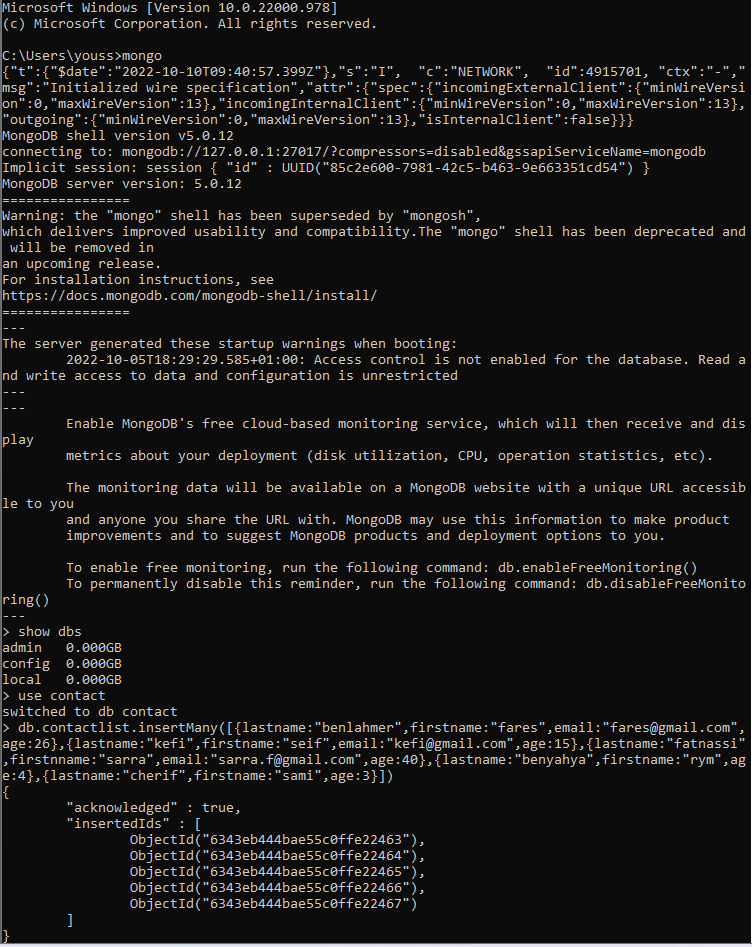 Microsoft Windows [Version 10.0.22000.978]
(c) Microsoft Corporation. All rights reserved.
C:\Users\youss>mongo
{"t":{"$date":"2022-10-10T09:40:57.399Z"},"s":"I",  "c":"NETWORK",  "id":4915701, "ctx":"-","
msg":"Initialized wire specification","attr":{"spec":{"incomingExternalClient":{"minWireVersi
on":0,"maxWireVersion":13},"incomingInternalClient":{"minWireVersion":0,"maxWireVersion":13},
"outgoing":{"minWireVersion":0,"maxWireVersion":13},"isInternalClient":false}}}
MongoDB shell version v5.0.12
connecting to: mongodb://127.0.0.1:27017/?compressors=disabled&gssapiServiceName=mongodb
Implicit session: session { "id" : UUID("85c2e600-7981-42c5-b463-9e663351cd54") }
MongoDB server version: 5.0.12
================
Warning: the "mongo" shell has been superseded by "mongosh",
which delivers improved usability and compatibility.The "mongo" shell has been deprecated and
 will be removed in
an upcoming release.
For installation instructions, see
https://docs.mongodb.com/mongodb-shell/install/
================
---
The server generated these startup warnings when booting:
        2022-10-05T18:29:29.585+01:00: Access control is not enabled for the database. Read a
nd write access to data and configuration is unrestricted
---
---
        Enable MongoDB's free cloud-based monitoring service, which will then receive and dis
play
        metrics about your deployment (disk utilization, CPU, operation statistics, etc).
        The monitoring data will be available on a MongoDB website with a unique URL accessib
le to you
        and anyone you share the URL with. MongoDB may use this information to make product
        improvements and to suggest MongoDB products and deployment options to you.
        To enable free monitoring, run the following command: db.enableFreeMonitoring()
        To permanently disable this reminder, run the following command: db.disableFreeMonito
ring()
---
> show dbs
admin   0.000GB
config  0.000GB
local   0.000GB
> use contact
switched to db contact
> db.contactlist.insertMany([{lastname:"benlahmer",firstname:"fares",email:"fares@gmail.com",
age:26},{lastname:"kefi",firstname:"seif",email:"kefi@gmail.com",age:15},{lastname:"fatnassi"
,firstnname:"sarra",email:"sarra.f@gmail.com",age:40},{lastname:"benyahya",firstname:"rym",ag
e:4},{lastname:"cherif",firstname:"sami",age:3}])
{
        "acknowledged" : true,
        "insertedIds" : [
                ObjectId("6343eb444bae55c0ffe22463"),
                ObjectId("6343eb444bae55c0ffe22464"),
                ObjectId("6343eb444bae55c0ffe22465"),
                ObjectId("6343eb444bae55c0ffe22466"),
                ObjectId("6343eb444bae55c0ffe22467")
        ]
}